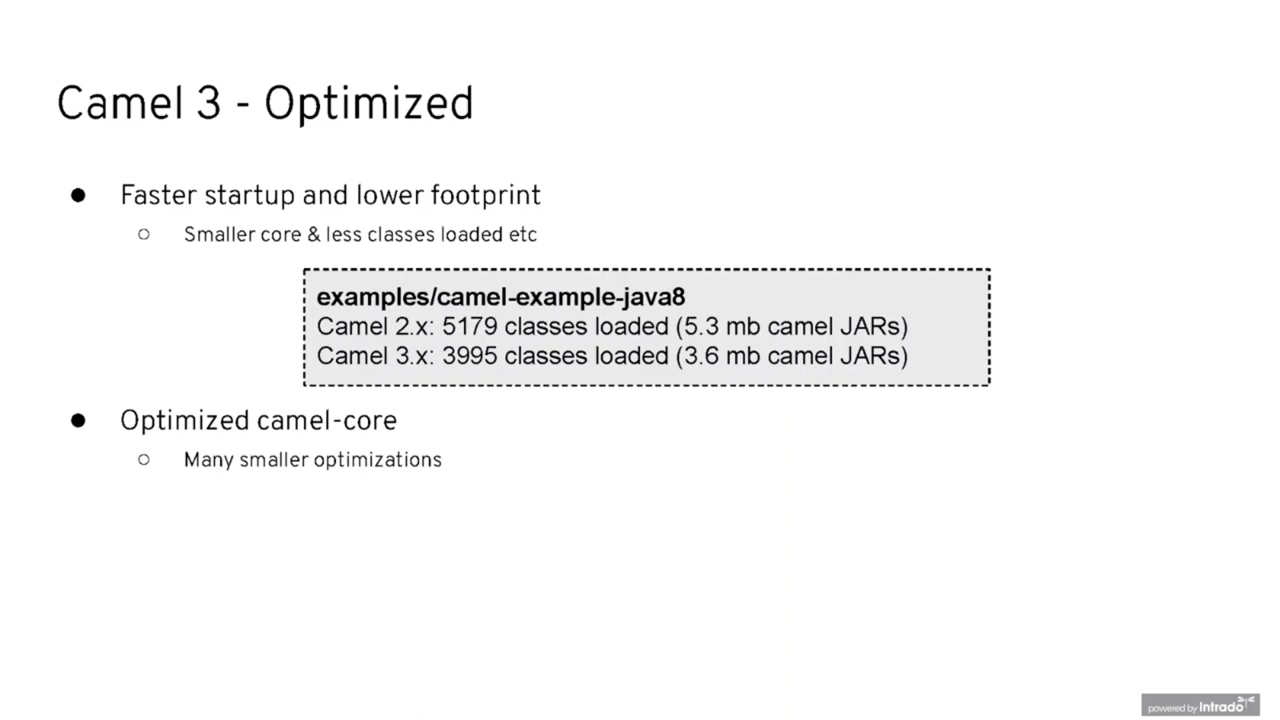 Camel 3 - Optimized
● Faster startup and lower footprint
○ Smaller core & less classes loaded etc
examples/camel-example-java8
Camel 2.x: 5179 classes loaded (5.3 mb camel JARs)
Camel 3.x: 3995 classes loaded (3.6 mb camel JARs)
● Optimized camel-core
○ Many smaller optimizations
powered by Intrado